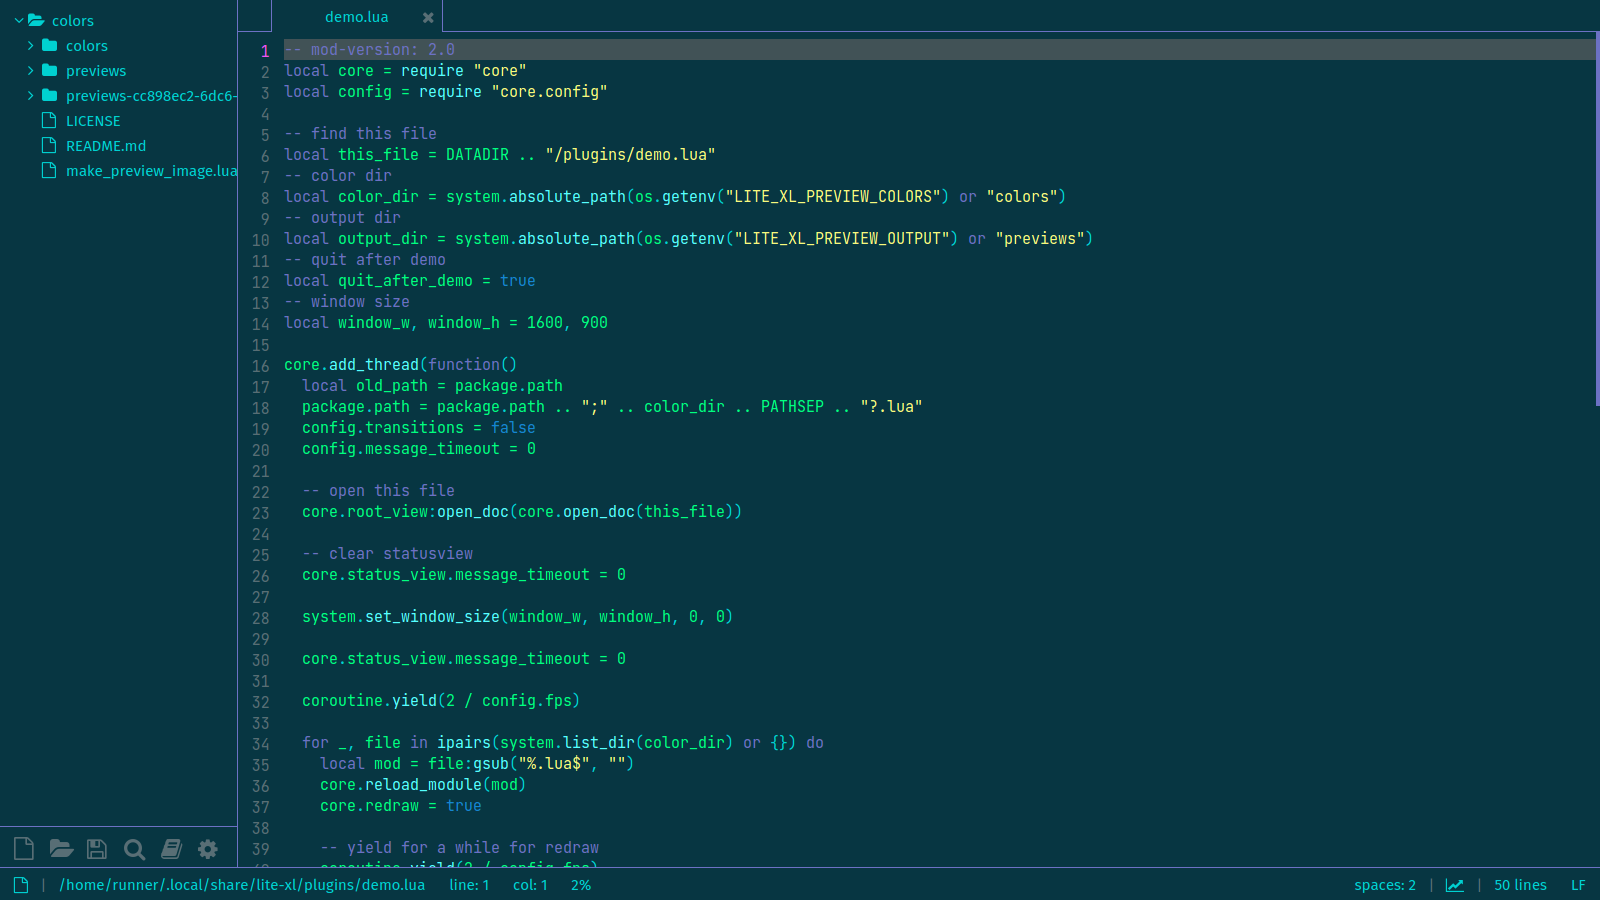 colors
colors
previews
previews-cc898ec2-6dc6-
LICENSE
README.md
make_preview_image.lua
demo.lua
1 -- mod-version: 2.0
2 local core = require "core"
3 local config = require "core.config"
4
5 -- find this file
6 local this_file = DATADIR .. "/plugins/demo.lua"
7 -- color dir
8 local color_dir = system.absolute_path(os.getenv("LITE_XL_PREVIEW_COLORS") or "colors")
9 -- output dir
10 local output_dir = system.absolute_path(os.getenv("LITE_XL_PREVIEW_OUTPUT") or "previews")
11 -- quit after demo
12 local quit_after_demo = true
13 -- window size
14 local window_w, window_h = 1600, 900
15
16 core.add_thread(function()
17   local old_path = package.path
18   package.path = package.path .. ";" .. color_dir .. PATHSEP .. "?.lua"
19   config.transitions = false
20   config.message_timeout = 0
21
22   -- open this file
23   core.root_view:open_doc(core.open_doc(this_file))
24
25   -- clear statusview
26   core.status_view.message_timeout = 0
27
28   system.set_window_size(window_w, window_h, 0, 0)
29
30   core.status_view.message_timeout = 0
31
32   coroutine.yield(2 / config.fps)
33
34   for _, file in ipairs(system.list_dir(color_dir) or {}) do
35     local mod = file:gsub("%.lua$", "")
36     core.reload_module(mod)
37     core.redraw = true
38
39     -- yield for a while for redraw
40     coroutine.yield(2 / config.fps)
/home/runner/.local/share/lite-xl/plugins/demo.lua line: 1 col: 1 2% spaces: 2 50 lines LF